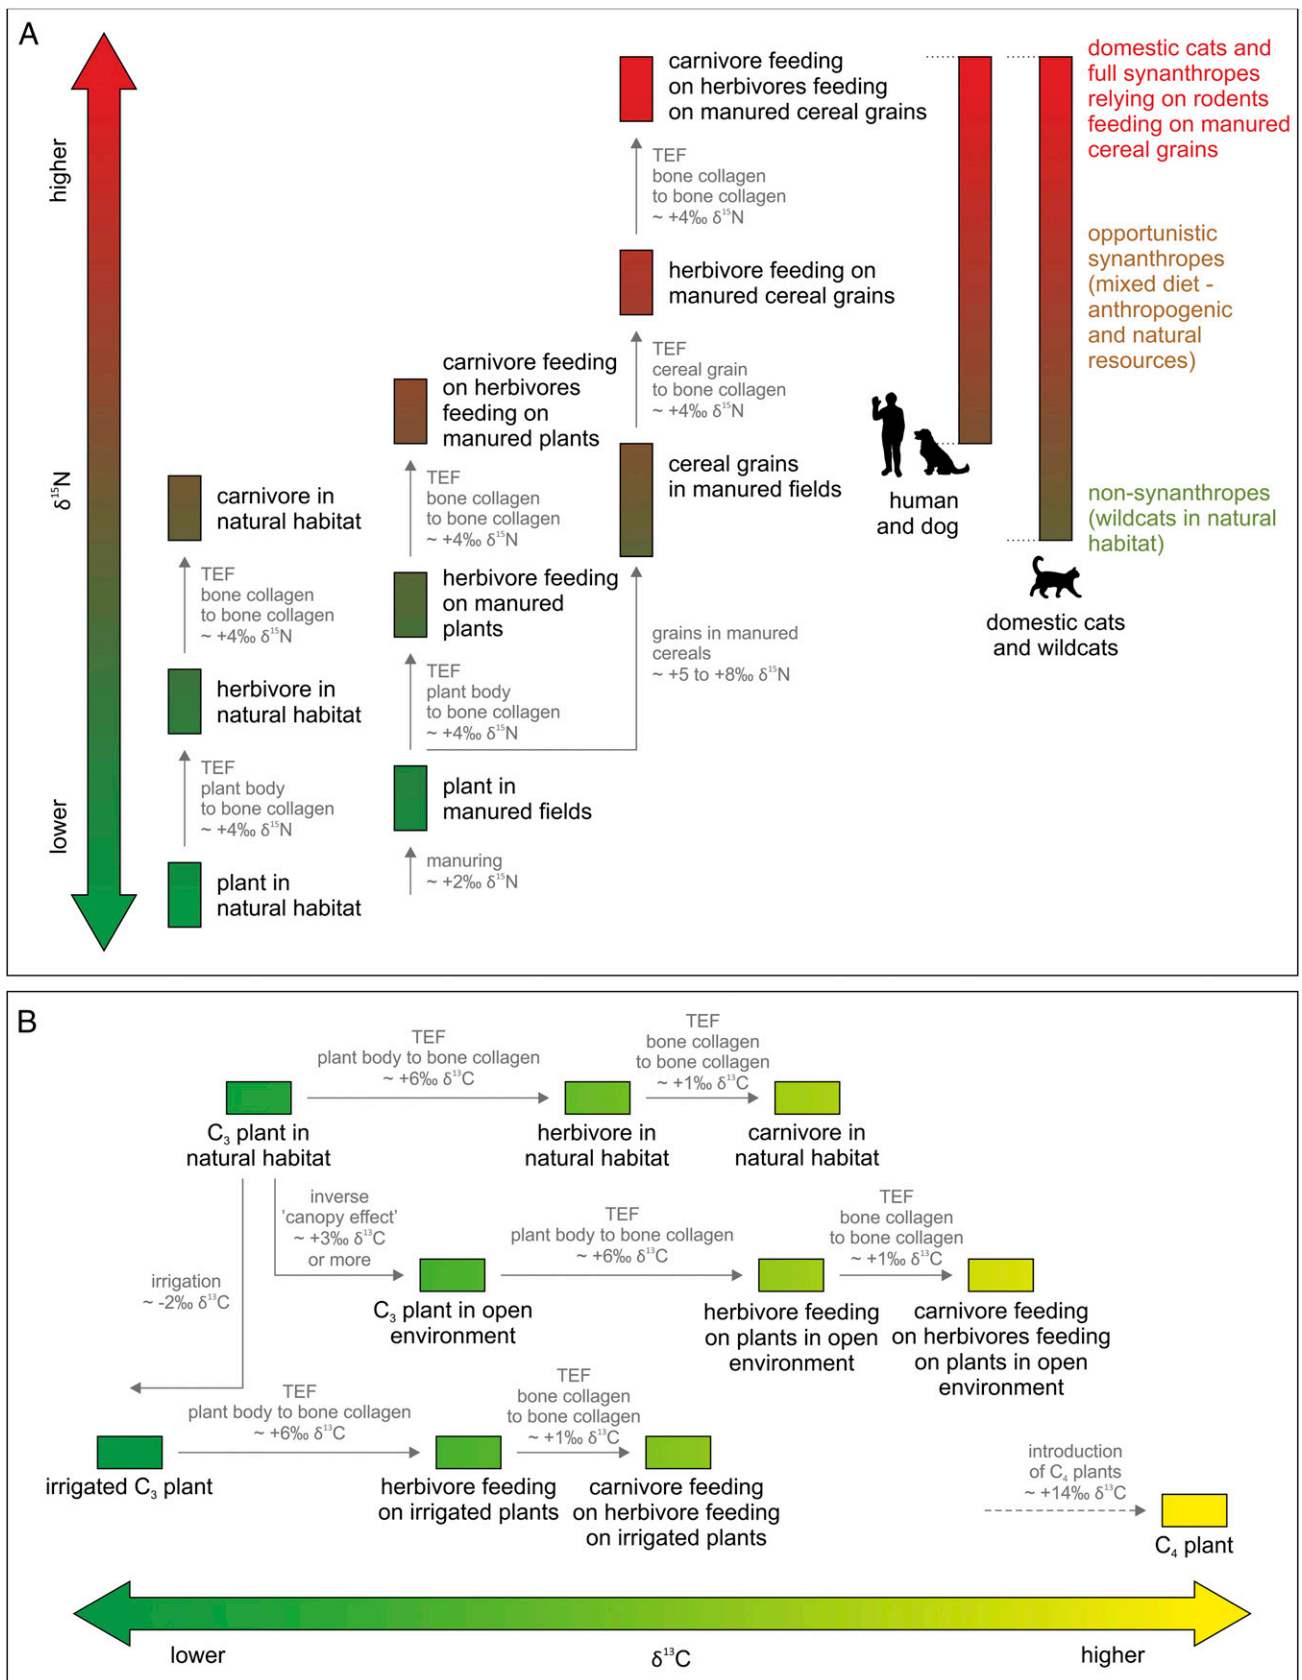 A
higher
δ¹⁵N
lower
carnivore in
natural habitat
TEF
bone collagen
to bone collagen
~ +4‰ δ¹⁵N
herbivore in
natural habitat
TEF
plant body
to bone collagen
~ +4‰ δ¹⁵N
plant in
natural habitat
carnivore feeding
on herbivores
feeding on
manured plants
TEF
bone collagen
to bone collagen
~ +4‰ δ¹⁵N
herbivore feeding
on manured
plants
TEF
plant body
to bone collagen
~ +4‰ δ¹⁵N
plant in
manured fields
manuring
~ +2‰ δ¹⁵N
carnivore feeding
on herbivores feeding
on manured cereal grains
TEF
bone collagen
to bone collagen
~ +4‰ δ¹⁵N
herbivore feeding on
manured cereal grains
TEF
cereal grain
to bone collagen
~ +4‰ δ¹⁵N
cereal grains
in manured fields
grains in manured
cereals
~ +5 to +8‰ δ¹⁵N
human
and dog
domestic cats
and wildcats
domestic cats and
full synanthropes
relying on rodents
feeding on manured
cereal grains
opportunistic
synanthropes
(mixed diet -
anthropogenic
and natural
resources)
non-synanthropes
(wildcats in natural
habitat)
B
TEF
plant body to bone collagen
~ +6‰ δ¹³C
TEF
bone collagen
to bone collagen
~ +1‰ δ¹³C
C₃ plant in
natural habitat
herbivore in
natural habitat
carnivore in
natural habitat
inverse
'canopy effect'
~ +3‰ δ¹³C
or more
TEF
plant body to bone collagen
~ +6‰ δ¹³C
TEF
bone collagen
to bone collagen
~ +1‰ δ¹³C
irrigation
~ -2‰ δ¹³C
C₃ plant in open
environment
herbivore feeding
on plants in open
environment
carnivore feeding
on herbivores feeding
on plants in open
environment
TEF
plant body to bone collagen
~ +6‰ δ¹³C
TEF
bone collagen
to bone collagen
~ +1‰ δ¹³C
irrigated C₃ plant
herbivore feeding
on irrigated plants
carnivore feeding
on herbivore feeding
on irrigated plants
introduction
of C₄ plants
~ +14‰ δ¹³C
C₄ plant
lower
δ¹³C
higher